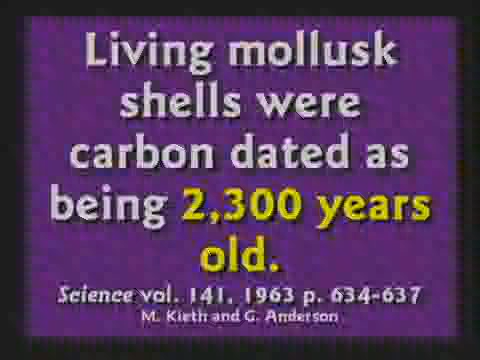 Living mollusk
shells were
carbon dated as
being 2,300 years
old.
Science vol. 141, 1963 p. 634-637
M. Kieth and G. Anderson